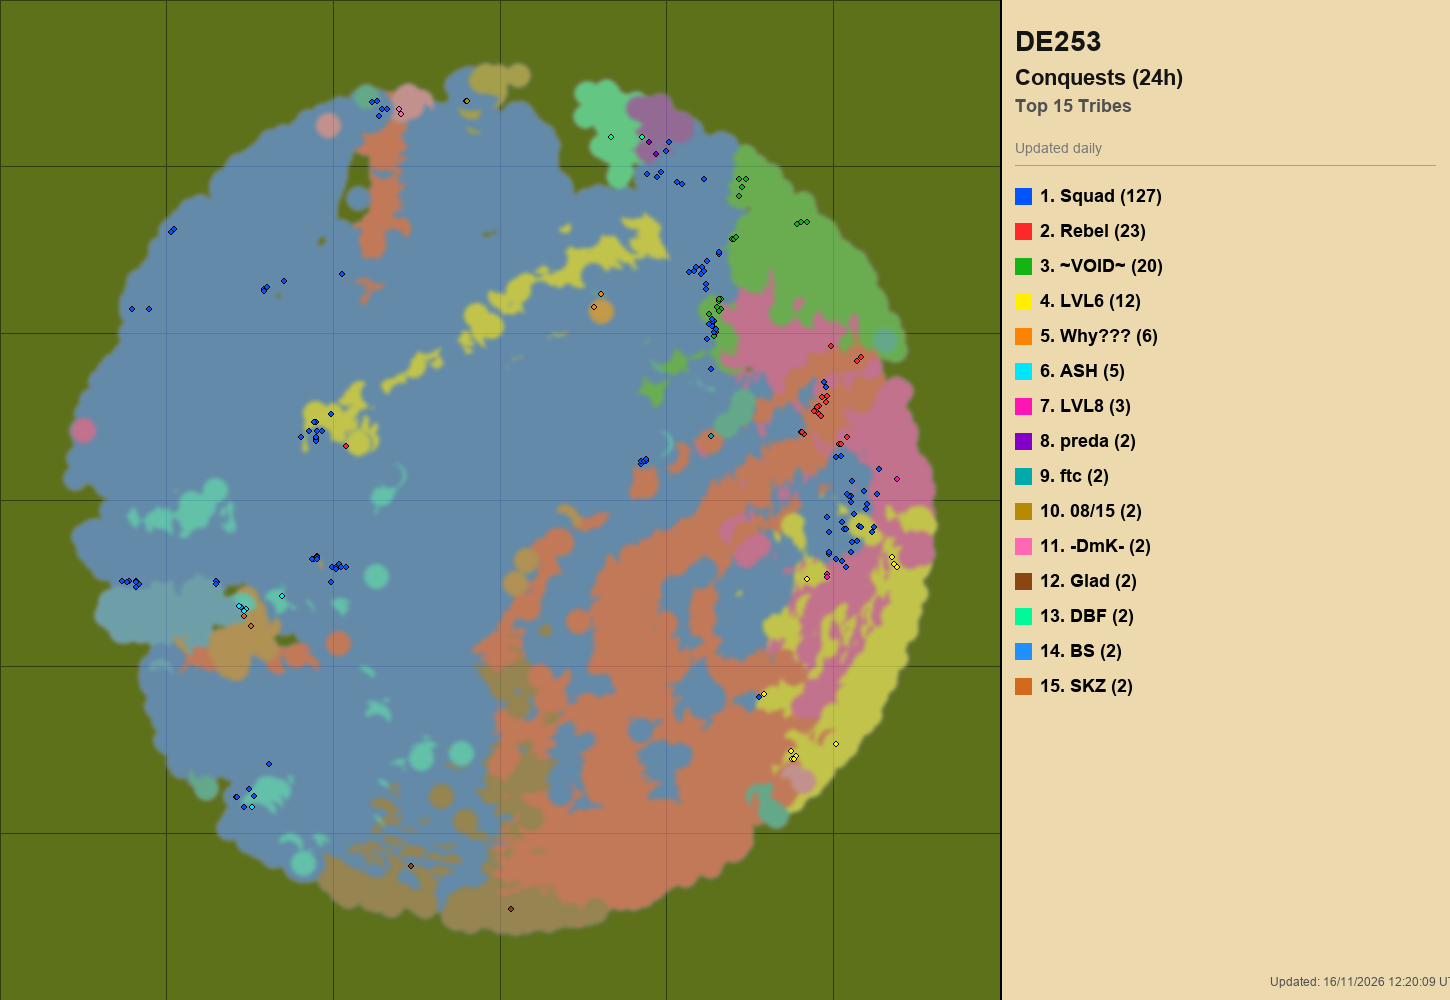 DE253
Conquests (24h)
Top 15 Tribes
Updated daily
1. Squad (127)
2. Rebel (23)
3. ~VOID~ (20)
4. LVL6 (12)
5. Why??? (6)
6. ASH (5)
7. LVL8 (3)
8. preda (2)
9. ftc (2)
10. 08/15 (2)
11. -DmK- (2)
12. Glad (2)
13. DBF (2)
14. BS (2)
15. SKZ (2)
Updated: 16/11/2026 12:20:09